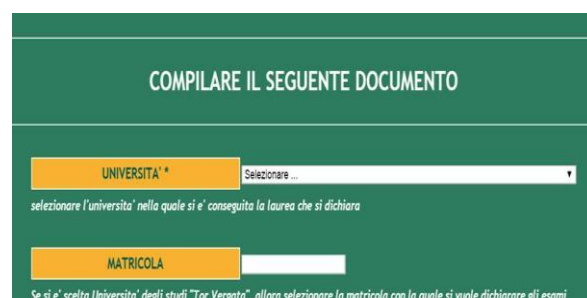 COMPILARE IL SEGUENTE DOCUMENTO
UNIVERSITA' *
Selezionare ...
selezionare l'universita' nella quale si e' conseguita la laurea che si dichiara
MATRICOLA
Se si e' scelta Universita' degli studi "Tor Vergata", allora selezionare la matricola con la quale si vuole dichiarare gli esami